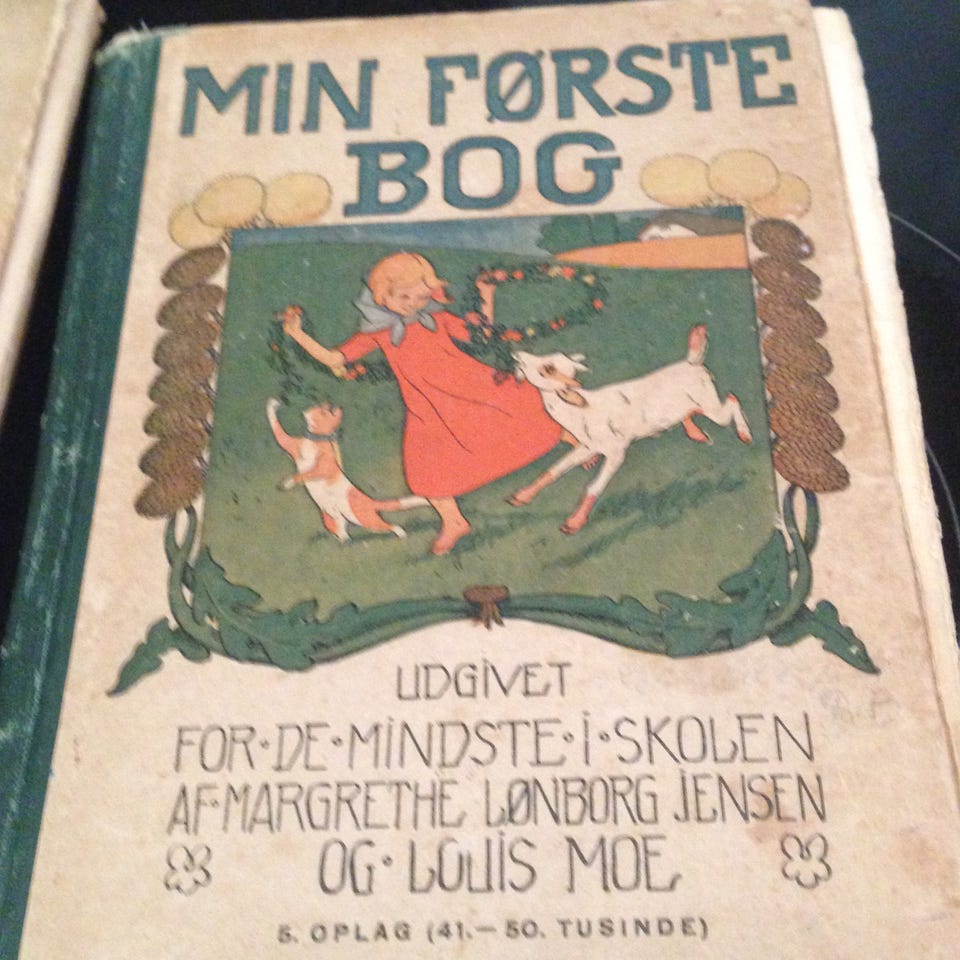 MIN FØRSTE
BOG
UDGIVET
FOR·DE·MINDSTE·I·SKOLEN
AF·MARGRETHE LØNBORG JENSEN
OG·LOUIS MOE
5. OPLAG (41.— 50. TUSINDE)